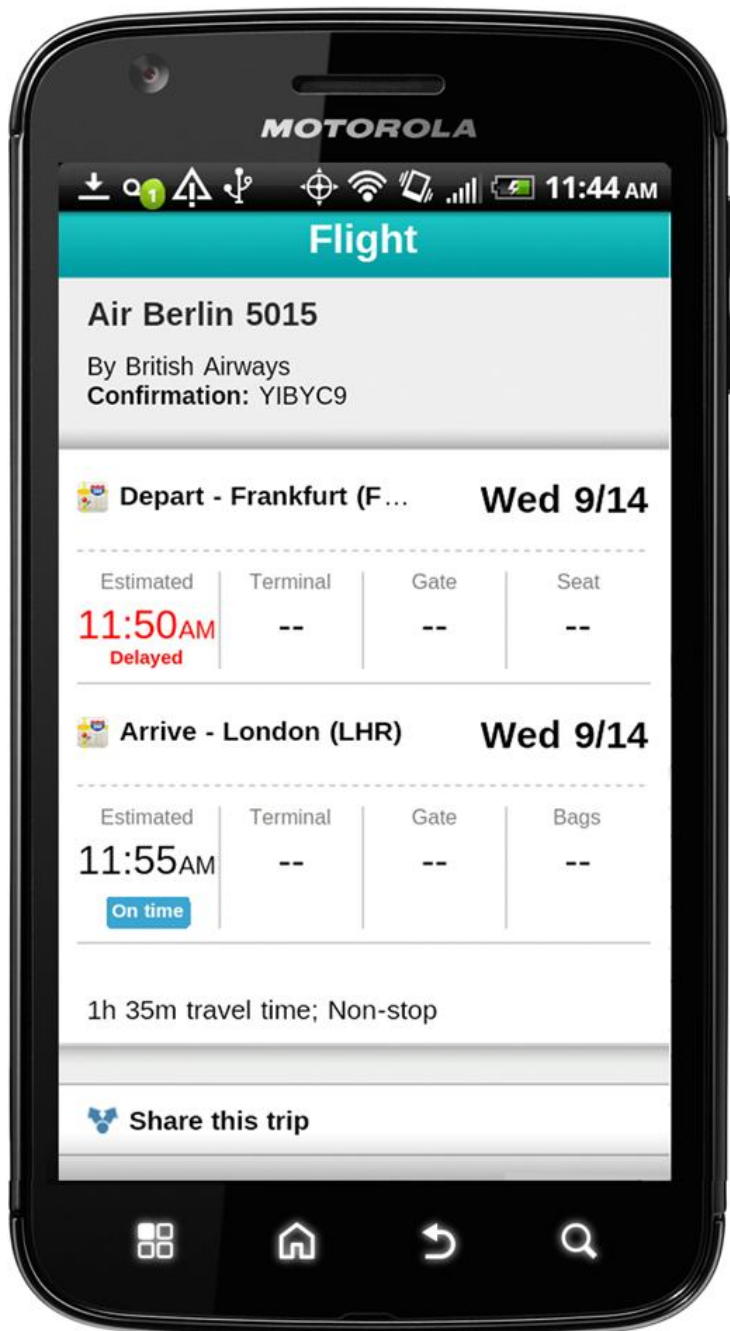 MOTOROLA
1
11:44 AM
Flight
Air Berlin 5015
By British Airways
Confirmation: YIBYC9
Depart - Frankfurt (F...
Wed 9/14
Estimated Terminal Gate Seat
11:50AM -- -- --
Delayed
Arrive - London (LHR)
Wed 9/14
Estimated Terminal Gate Bags
11:55AM -- -- --
On time
1h 35m travel time; Non-stop
Share this trip